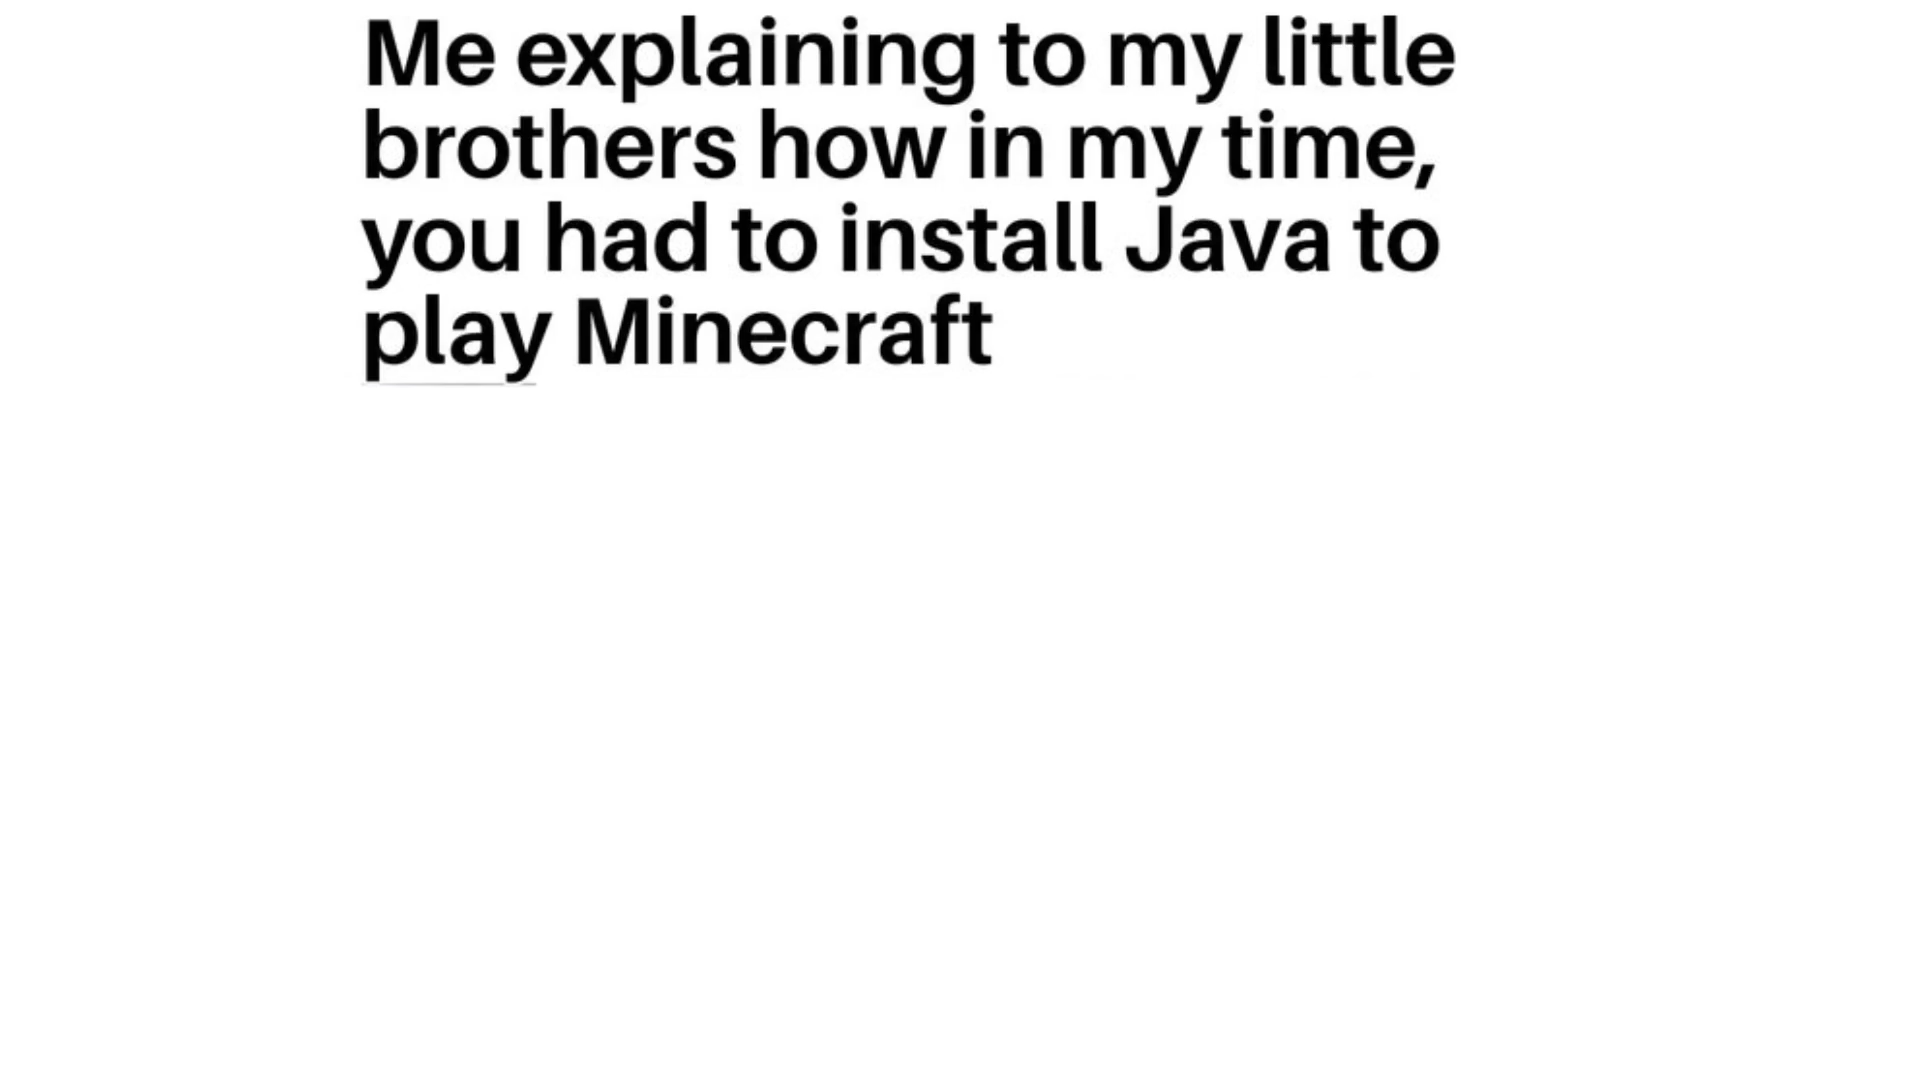 Me explaining to my little
brothers how in my time,
you had to install Java to
play Minecraft